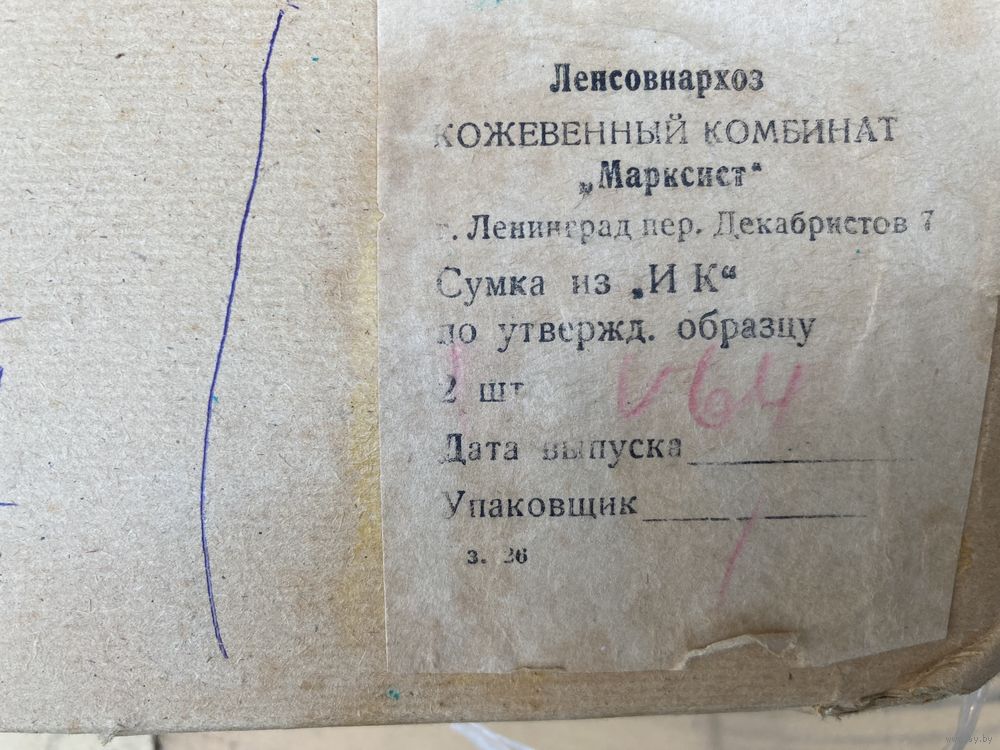 Ленсовнархоз
КОЖЕВЕННЫЙ КОМБИНАТ
„Марксист“
г. Ленинград пер. Декабристов 7
Сумка из „И К“
по утвержд. образцу
2 шт
V64
Дата выпуска
Упаковщик
з. 26